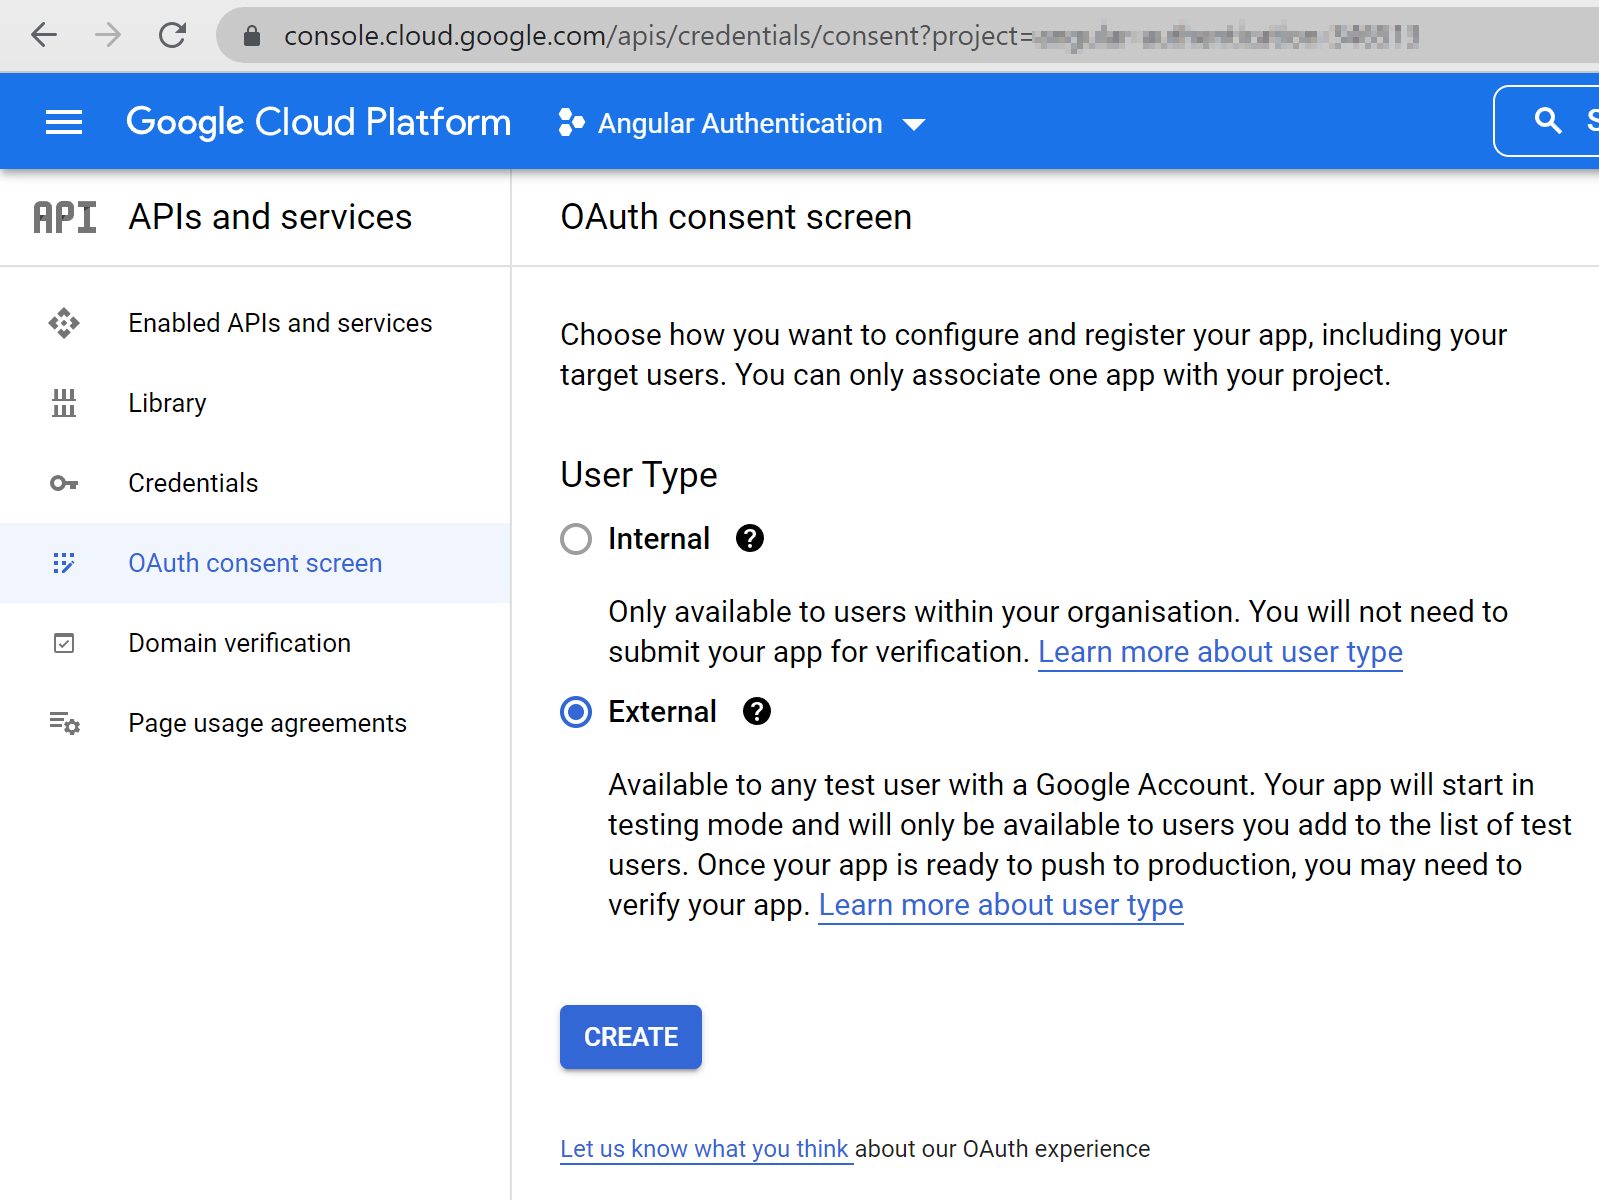 console.cloud.google.com/apis/credentials/consent?project=
Google Cloud Platform
Angular Authentication
S
API
APIs and services
OAuth consent screen
Enabled APIs and services
Library
Credentials
OAuth consent screen
Domain verification
Page usage agreements
Choose how you want to configure and register your app, including your
target users. You can only associate one app with your project.
User Type
Internal
Only available to users within your organisation. You will not need to
submit your app for verification. Learn more about user type
External
Available to any test user with a Google Account. Your app will start in
testing mode and will only be available to users you add to the list of test
users. Once your app is ready to push to production, you may need to
verify your app. Learn more about user type
CREATE
Let us know what you think about our OAuth experience